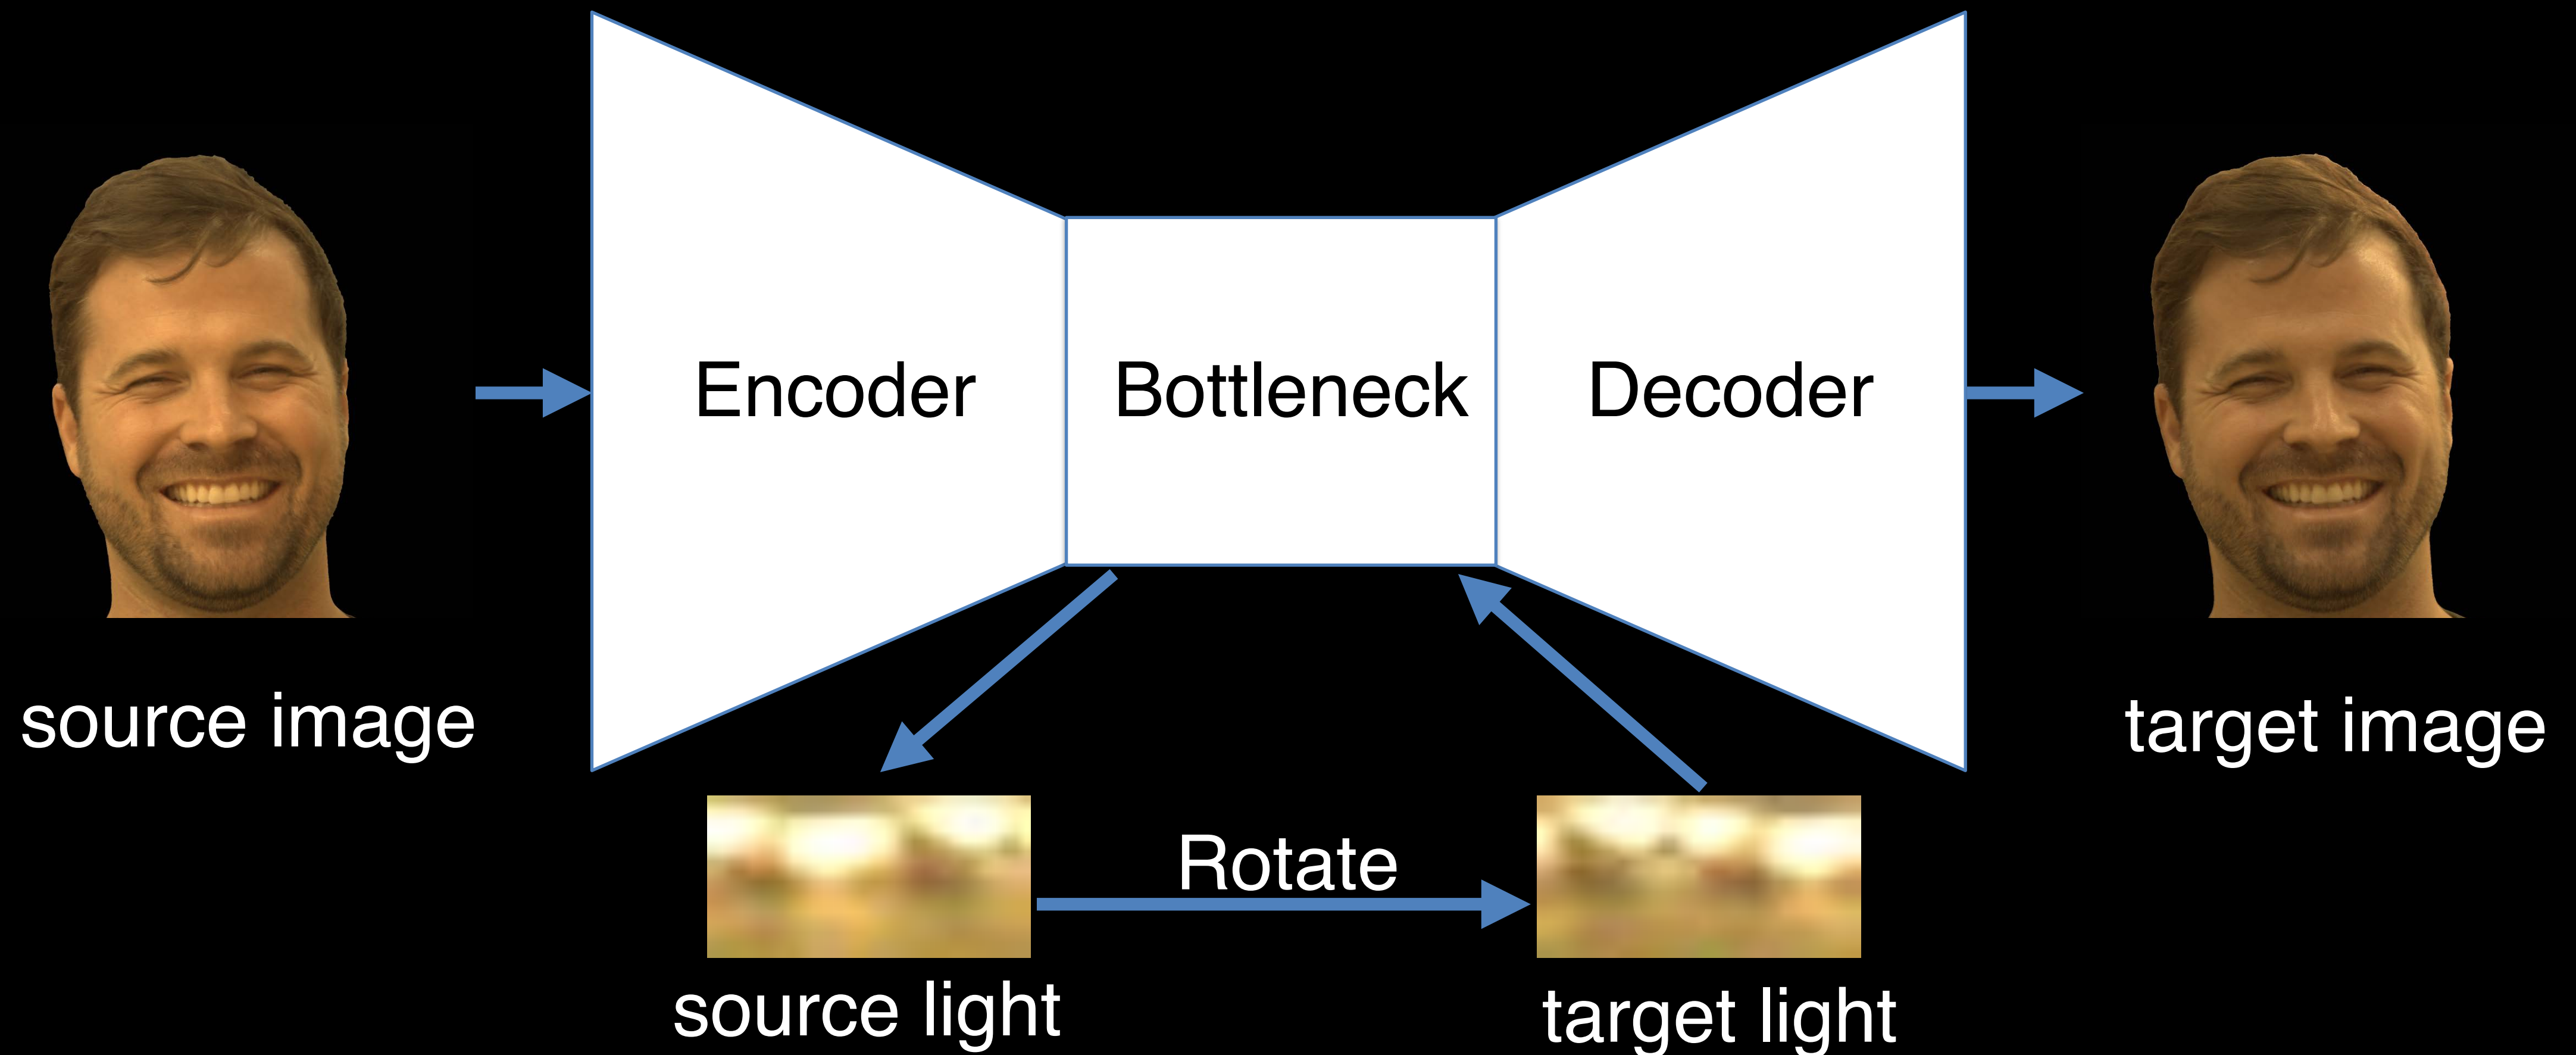 Encoder
Bottleneck
Decoder
source image
target image
Rotate
source light
target light